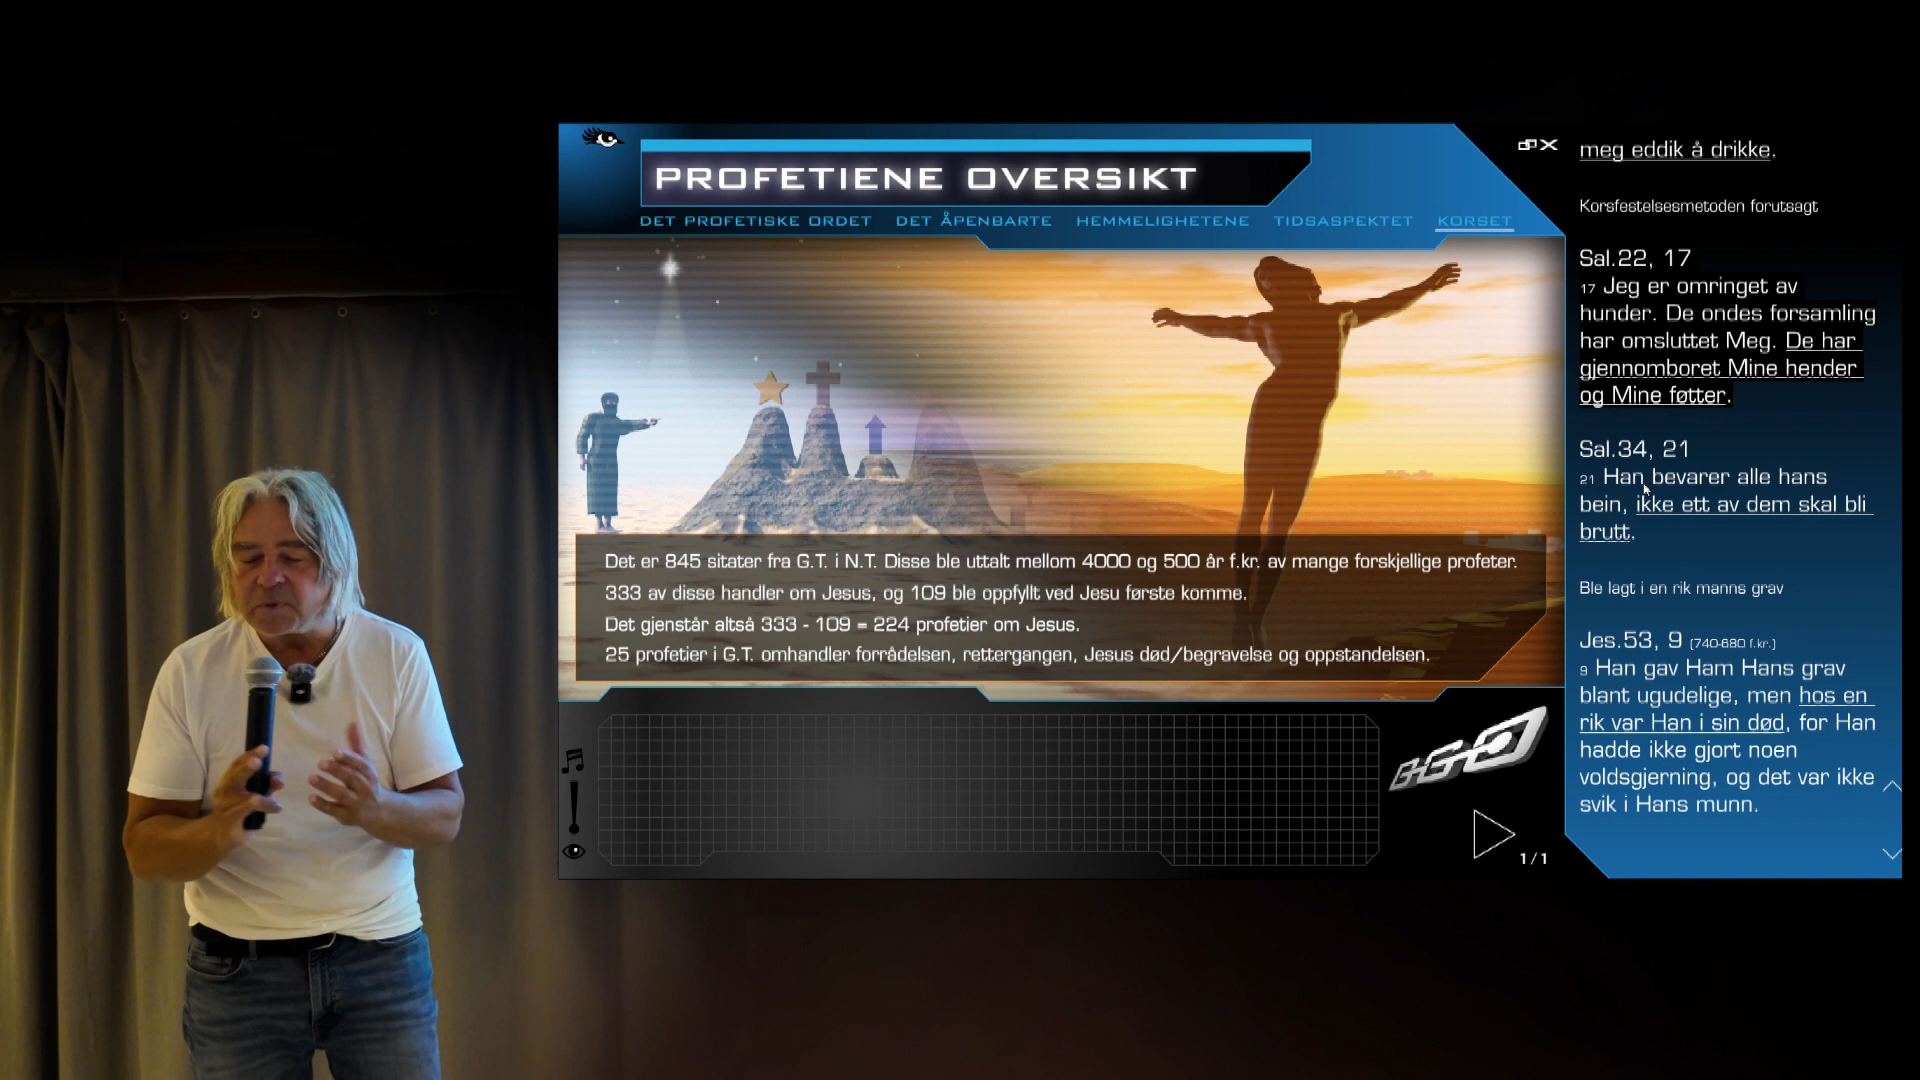 PROFETIENE OVERSIKT
DET PROFETISKE ORDET DET ÅPENBARTE HEMMELIGHETENE TIDSASPEKTET KORSET
Det er 845 sitater fra G.T. i N.T. Disse ble uttalt mellom 4000 og 500 år f.kr. av mange forskjellige profeter.
333 av disse handler om Jesus, og 109 ble oppfyllt ved Jesu første komme.
Det gjenstår altså 333 - 109 = 224 profetier om Jesus.
25 profetier i G.T. omhandler forrådelsen, rettergangen, Jesus død/begravelse og oppstandelsen.
1/1
meg eddik å drikke.
Korsfestelsesmetoden forutsagt
Sal.22, 17
17 Jeg er omringet av
hunder. De ondes forsamling
har omsluttet Meg. De har
gjennomboret Mine hender
og Mine føtter.
Sal.34, 21
21 Han bevarer alle hans
bein, ikke ett av dem skal bli
brutt.
Ble lagt i en rik manns grav
Jes.53, 9 (740-680 f.kr.)
9 Han gav Ham Hans grav
blant ugudelige, men hos en
rik var Han i sin død, for Han
hadde ikke gjort noen
voldsgjerning, og det var ikke
svik i Hans munn.